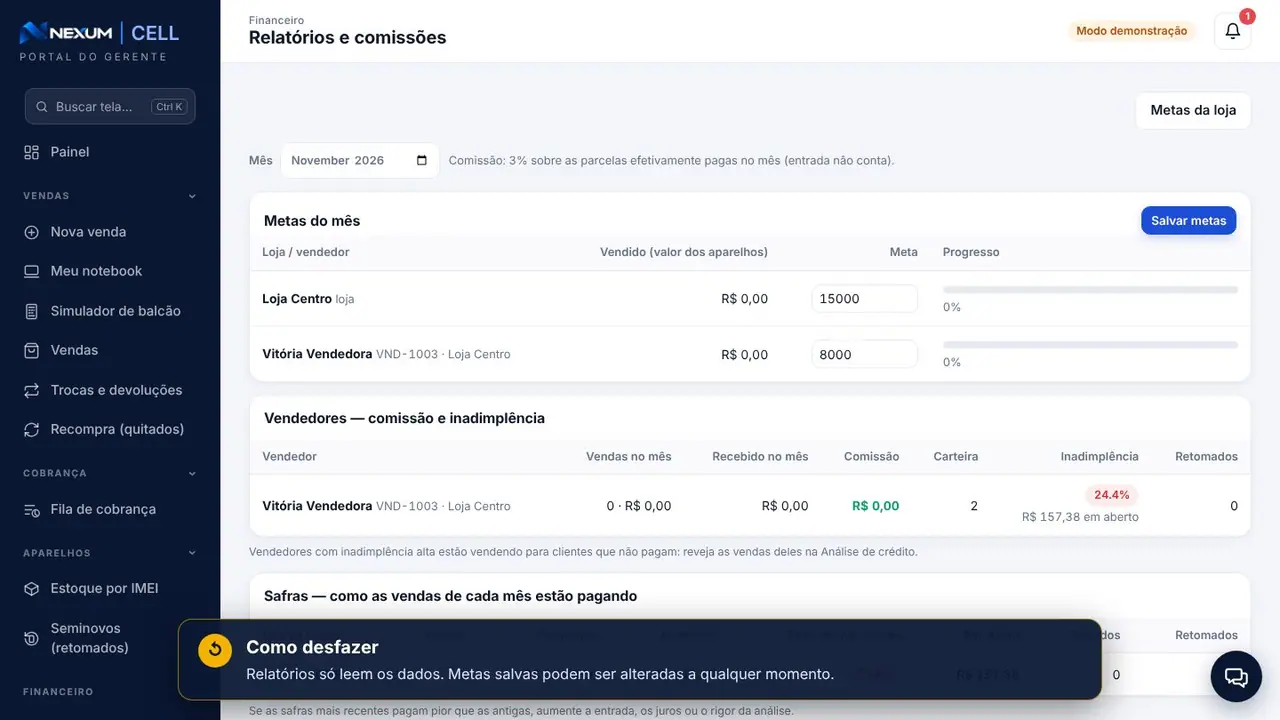 NEXUM | CELL
PORTAL DO GERENTE
Buscar tela... Ctrl K
Painel
VENDAS
Nova venda
Meu notebook
Simulador de balcão
Vendas
Trocas e devoluções
Recompra (quitados)
COBRANÇA
Fila de cobrança
APARELHOS
Estoque por IMEI
Seminovos
(retomados)
FINANCEIRO
Financeiro
Relatórios e comissões
Modo demonstração
1
Metas da loja
Mês November 2026 Comissão: 3% sobre as parcelas efetivamente pagas no mês (entrada não conta).
Metas do mês Salvar metas
Loja / vendedor Vendido (valor dos aparelhos) Meta Progresso
Loja Centro loja R$ 0,00 15000 0%
Vitória Vendedora VND-1003 · Loja Centro R$ 0,00 8000 0%
Vendedores — comissão e inadimplência
Vendedor Vendas no mês Recebido no mês Comissão Carteira Inadimplência Retomados
Vitória Vendedora VND-1003 · Loja Centro 0 · R$ 0,00 R$ 0,00 R$ 0,00 2 24.4% 0
R$ 157,38 em aberto
Vendedores com inadimplência alta estão vendendo para clientes que não pagam: reveja as vendas deles na Análise de crédito.
Safras — como as vendas de cada mês estão pagando
Retomados
0
Como desfazer
Relatórios só leem os dados. Metas salvas podem ser alteradas a qualquer momento.
Se as safras mais recentes pagam pior que as antigas, aumente a entrada, os juros ou o rigor da análise.